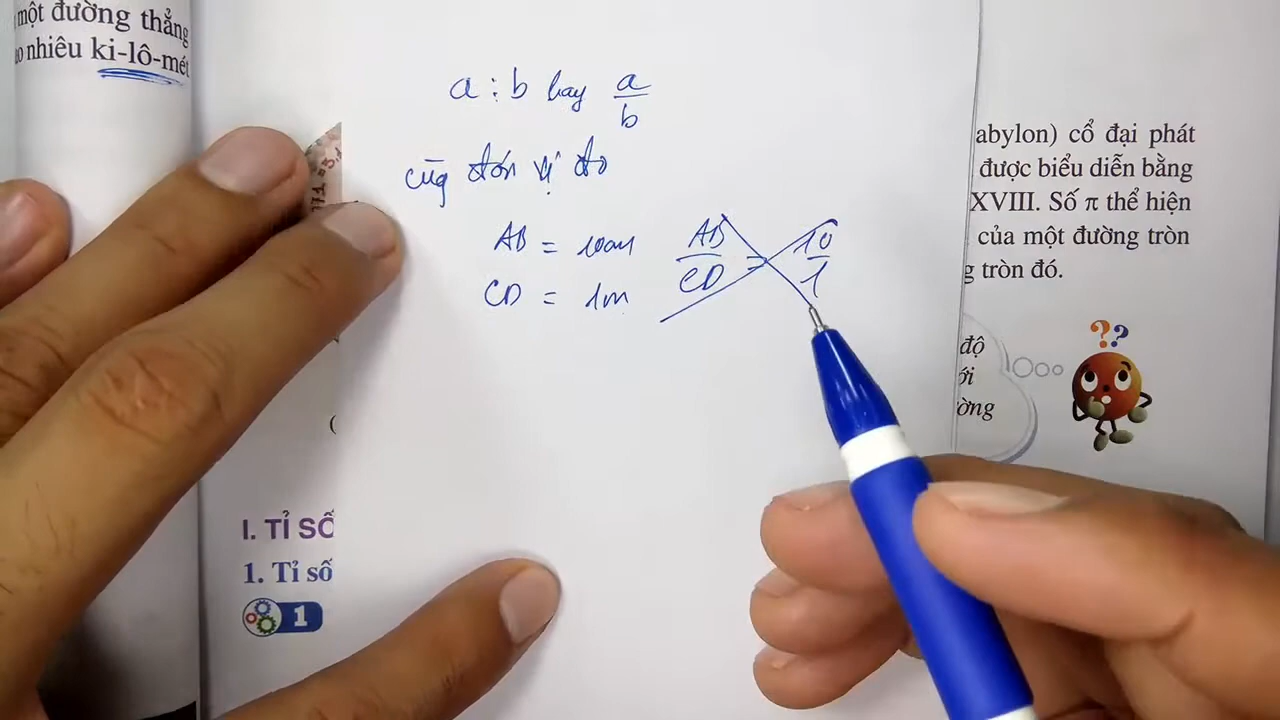 một đường thẳng
nhiêu ki-lô-mét
a : b hay a/b
cùg đơn vị đo
AB = 10cm
CD = 1m
AB/CD = 10/1
abylon) cổ đại phát
được biểu diễn bằng
XVIII. Số π thể hiện
của một đường tròn
g tròn đó.
độ
ới
ờng
??
(
I. TỈ SỐ
1. Tỉ số
1